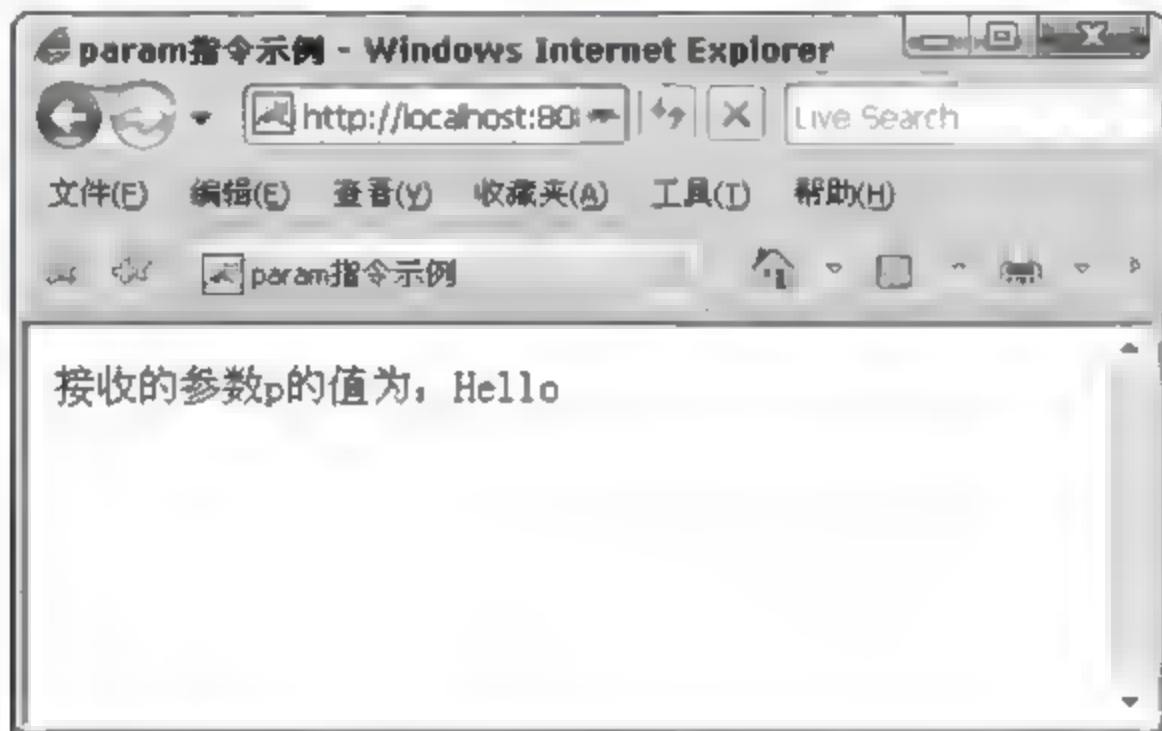 param指令示例 - Windows Internet Explorer
http://localhost:80 Live Search
文件(F) 编辑(E) 查看(V) 收藏夹(A) 工具(T) 帮助(H)
param指令示例
接收的参数p的值为：Hello